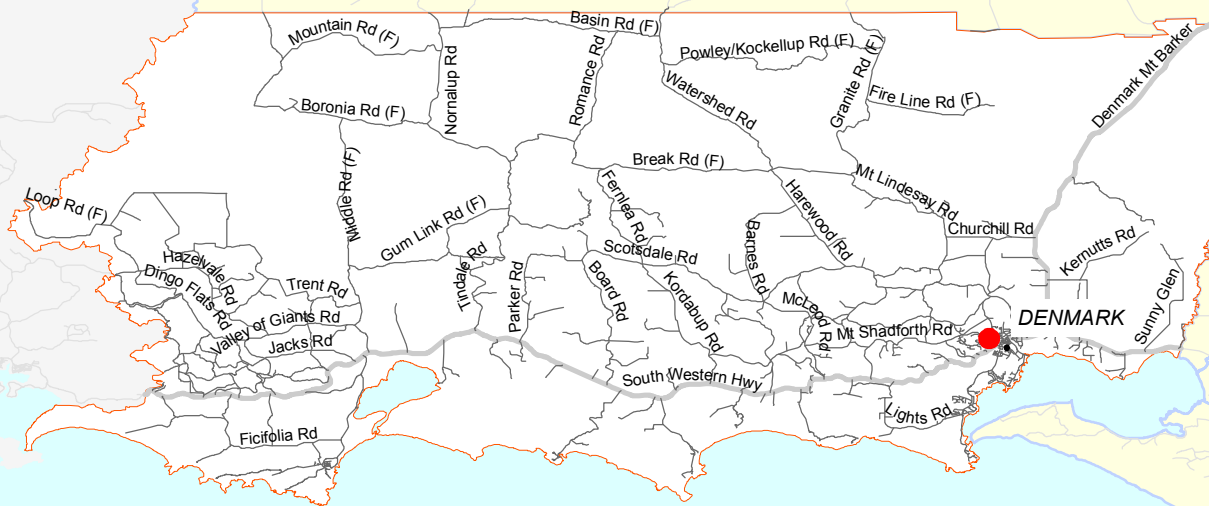 Basin Rd (F)
Mountain Rd (F)
Powley/Kockellup Rd (F)
Nornalup Rd
Romance Rd
Granite Rd (F)
Denmark Mt Barker
Watershed Rd
Fire Line Rd (F)
Boronia Rd (F)
Break Rd (F)
Middle Rd (F)
Mt Lindesay Rd
Fernlea Rd
Harewood Rd
Loop Rd (F)
Gum Link Rd (F)
Barnes Rd
Churchill Rd
Scotsdale Rd
Kernutts Rd
Hazelvale Rd
Dingo Flats Rd
Tindale Rd
Parker Rd
Board Rd
Kordabup Rd
Trent Rd
McLeod Rd
Sunny Glen
Valley of Giants Rd
Mt Shadforth Rd
DENMARK
Jacks Rd
South Western Hwy
Lights Rd
Ficifolia Rd